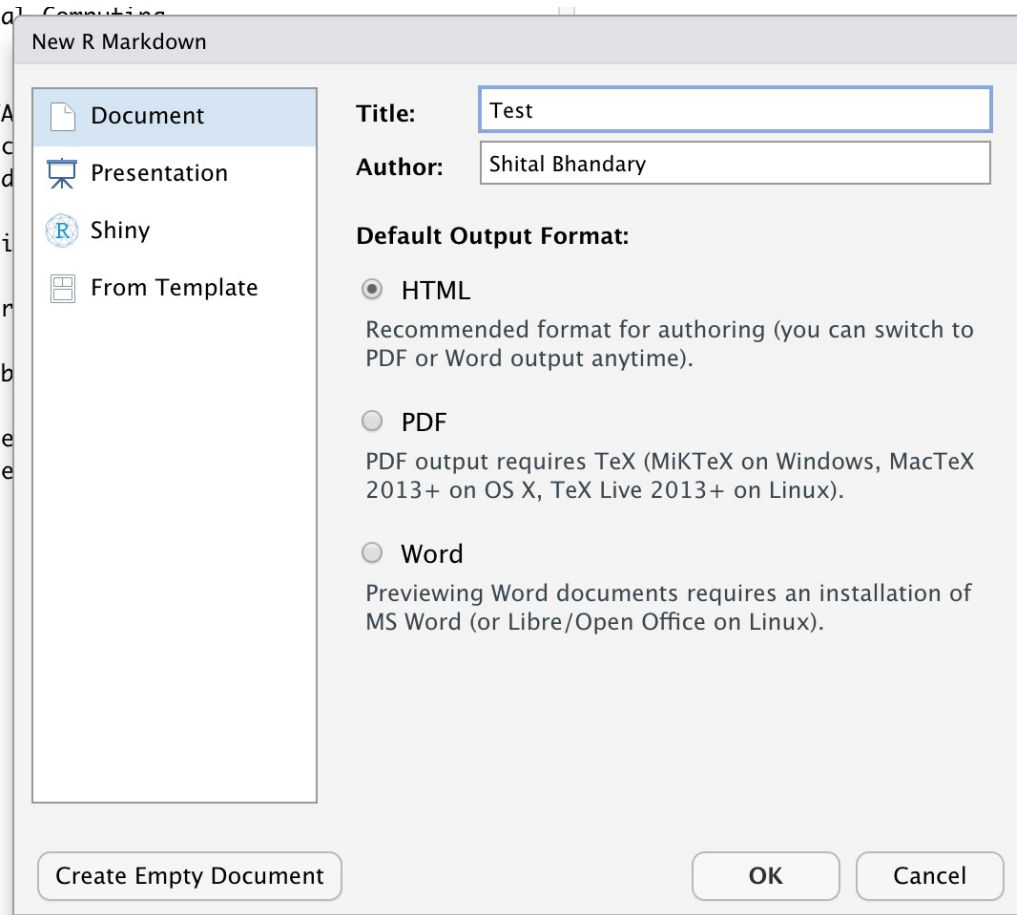 al Computing
New R Markdown
Document
Presentation
R Shiny
From Template
Title: Test
Author: Shital Bhandary
Default Output Format:
HTML
Recommended format for authoring (you can switch to
PDF or Word output anytime).
PDF
PDF output requires TeX (MiKTeX on Windows, MacTeX
2013+ on OS X, TeX Live 2013+ on Linux).
Word
Previewing Word documents requires an installation of
MS Word (or Libre/Open Office on Linux).
Create Empty Document
OK
Cancel